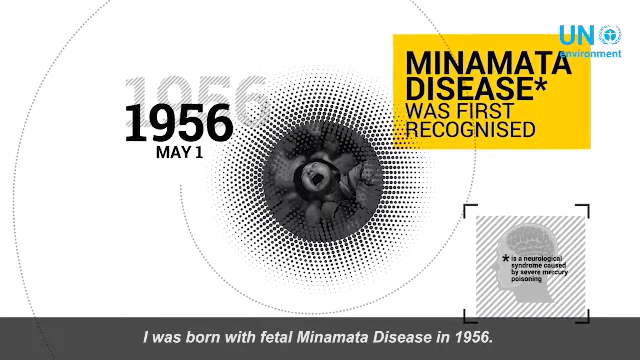 UN
environment
1956
1956
MAY 1
MINAMATA
DISEASE*
WAS FIRST
RECOGNISED
* is a neurological
syndrome caused
by severe mercury
poisoning
I was born with fetal Minamata Disease in 1956.